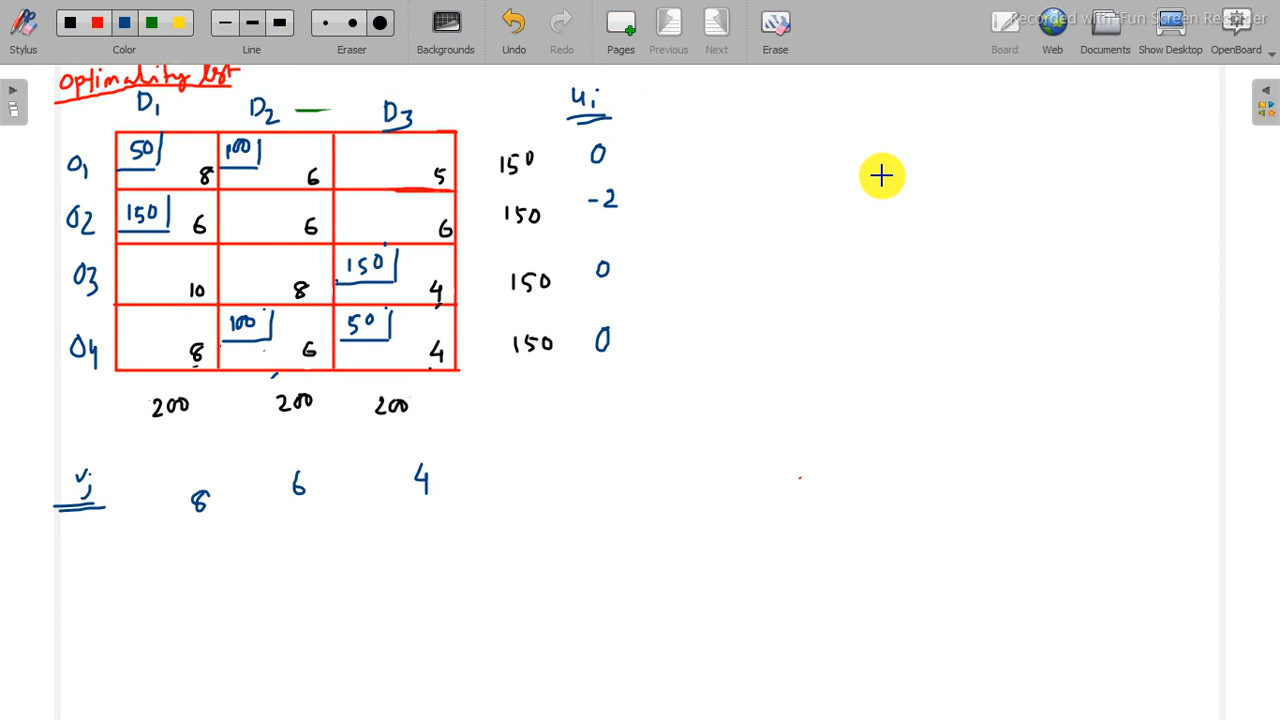 Recorded with iFun Screen Recorder
Stylus Color Line Eraser Backgrounds Undo Redo Pages Previous Next Erase Board Web Documents Show Desktop OpenBoard
Optimality test
D1 D2 — D3 ui
O1 50 8 100 6 5 150 0
O2 150 6 6 6 150 -2
O3 10 8 150 4 150 0
O4 8 100 6 50 4 150 0
200 200 200
vj 8 6 4